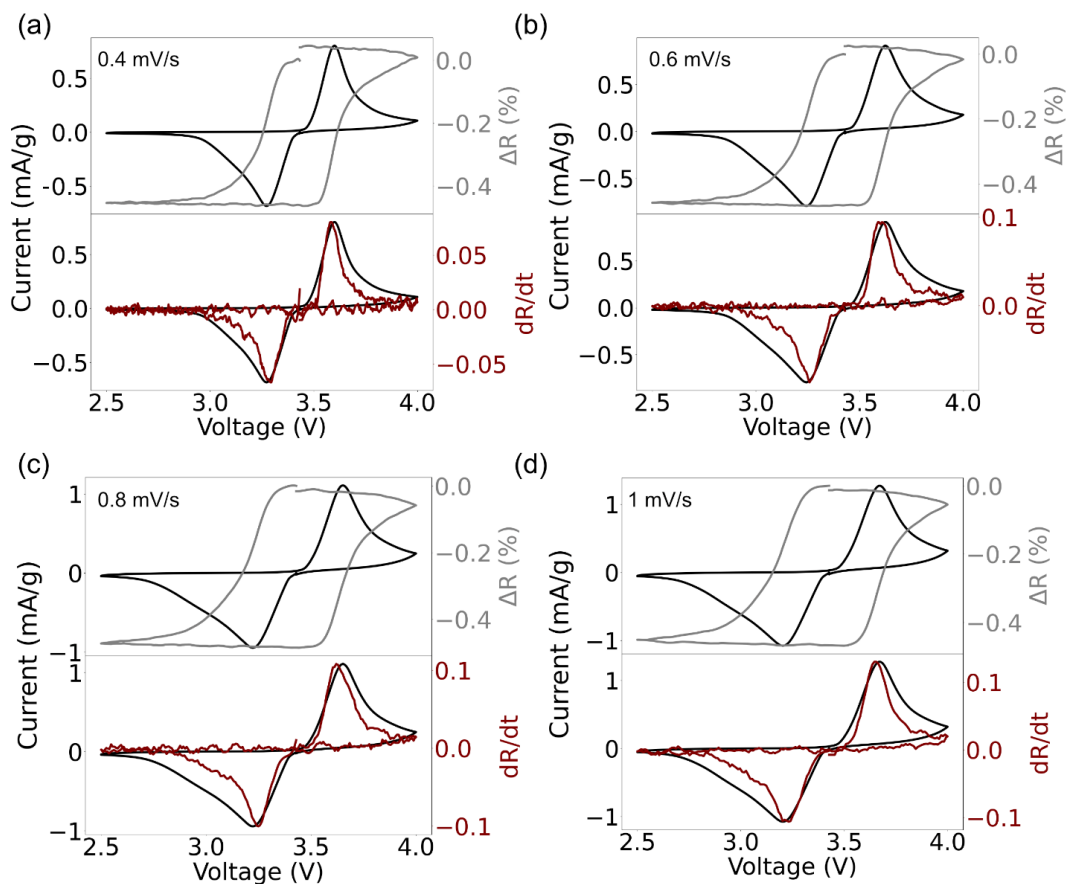 (a)
0.4 mV/s
0.5
0.0
-0.5
0.0
−0.2
−0.4
ΔR (%)
Current (mA/g)
0.5
0.0
−0.5
0.05
0.00
−0.05
dR/dt
2.5 3.0 3.5 4.0
Voltage (V)
(b)
0.6 mV/s
0.5
0.0
−0.5
0.0
−0.2
−0.4
ΔR (%)
Current (mA/g)
0.5
0.0
−0.5
0.1
0.0
dR/dt
2.5 3.0 3.5 4.0
Voltage (V)
(c)
0.8 mV/s
1
0
−1
0.0
−0.2
−0.4
ΔR (%)
Current (mA/g)
1
0
−1
0.1
0.0
−0.1
dR/dt
2.5 3.0 3.5 4.0
Voltage (V)
(d)
1 mV/s
1
0
−1
0.0
−0.2
−0.4
ΔR (%)
Current (mA/g)
1
0
−1
0.1
0.0
−0.1
dR/dt
2.5 3.0 3.5 4.0
Voltage (V)